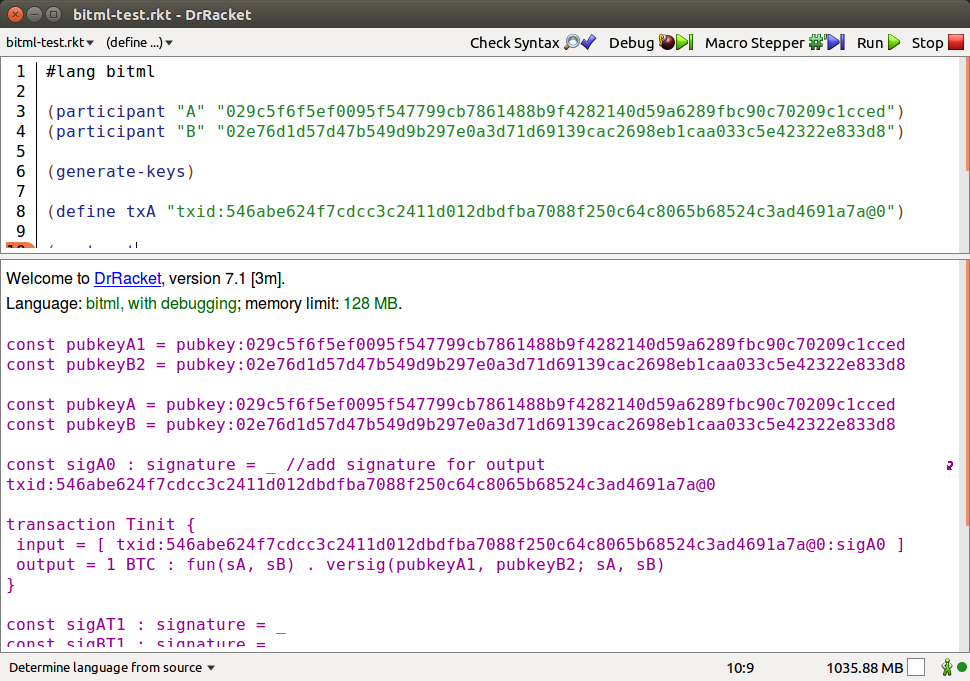 bitml-test.rkt - DrRacket
bitml-test.rkt▾ (define ...)▾ Check Syntax Debug Macro Stepper Run Stop
1 #lang bitml
2
3 (participant "A" "029c5f6f5ef0095f547799cb7861488b9f4282140d59a6289fbc90c70209c1cced")
4 (participant "B" "02e76d1d57d47b549d9b297e0a3d71d69139cac2698eb1caa033c5e42322e833d8")
5
6 (generate-keys)
7
8 (define txA "txid:546abe624f7cdcc3c2411d012dbdfba7088f250c64c8065b68524c3ad4691a7a@0")
9
Welcome to DrRacket, version 7.1 [3m].
Language: bitml, with debugging; memory limit: 128 MB.
const pubkeyA1 = pubkey:029c5f6f5ef0095f547799cb7861488b9f4282140d59a6289fbc90c70209c1cced
const pubkeyB2 = pubkey:02e76d1d57d47b549d9b297e0a3d71d69139cac2698eb1caa033c5e42322e833d8
const pubkeyA = pubkey:029c5f6f5ef0095f547799cb7861488b9f4282140d59a6289fbc90c70209c1cced
const pubkeyB = pubkey:02e76d1d57d47b549d9b297e0a3d71d69139cac2698eb1caa033c5e42322e833d8
const sigA0 : signature = _ //add signature for output
txid:546abe624f7cdcc3c2411d012dbdfba7088f250c64c8065b68524c3ad4691a7a@0
transaction Tinit {
input = [ txid:546abe624f7cdcc3c2411d012dbdfba7088f250c64c8065b68524c3ad4691a7a@0:sigA0 ]
output = 1 BTC : fun(sA, sB) . versig(pubkeyA1, pubkeyB2; sA, sB)
}
const sigAT1 : signature = _
const sigBT1 : signature =
Determine language from source ▾ 10:9 1035.88 MB